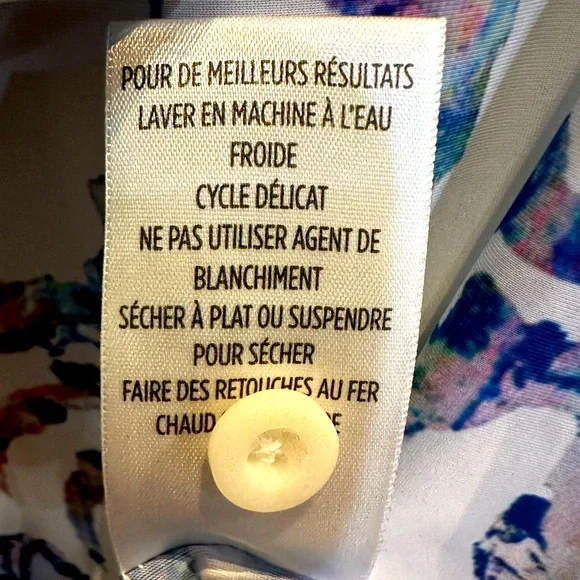 POUR DE MEILLEURS RÉSULTATS
LAVER EN MACHINE À L'EAU
FROIDE
CYCLE DÉLICAT
NE PAS UTILISER AGENT DE
BLANCHIMENT
SÉCHER À PLAT OU SUSPENDRE
POUR SÉCHER
FAIRE DES RETOUCHES AU FER
CHAUD